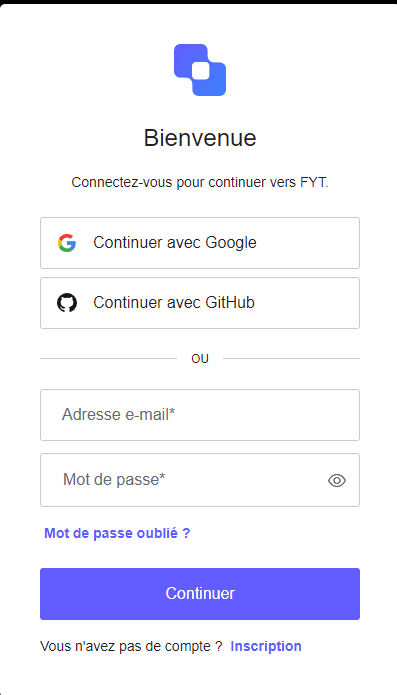 Bienvenue
Connectez-vous pour continuer vers FYT.
Continuer avec Google
Continuer avec GitHub
OU
Adresse e-mail*
Mot de passe*
Mot de passe oublié ?
Continuer
Vous n'avez pas de compte ? Inscription